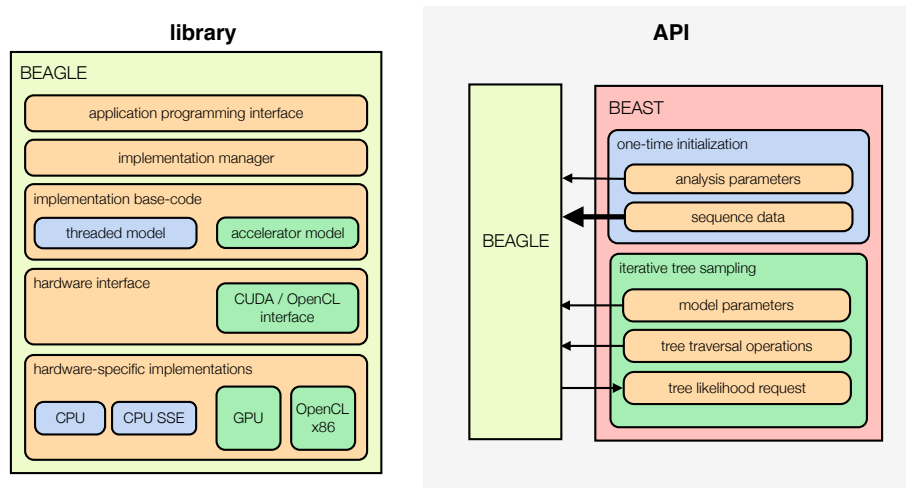 library
BEAGLE
application programming interface
implementation manager
implementation base-code
threaded model
accelerator model
hardware interface
CUDA / OpenCL
interface
hardware-specific implementations
CPU
CPU SSE
GPU
OpenCL
x86
API
BEAGLE
BEAST
one-time initialization
analysis parameters
sequence data
iterative tree sampling
model parameters
tree traversal operations
tree likelihood request